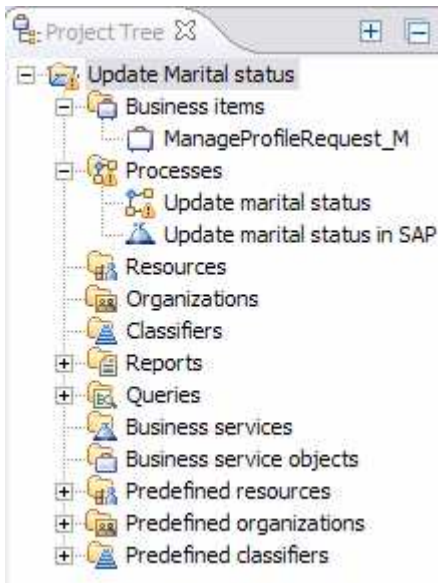 Project Tree
Update Marital status
Business items
ManageProfileRequest_M
Processes
Update marital status
Update marital status in SAP
Resources
Organizations
Classifiers
Reports
Queries
Business services
Business service objects
Predefined resources
Predefined organizations
Predefined classifiers